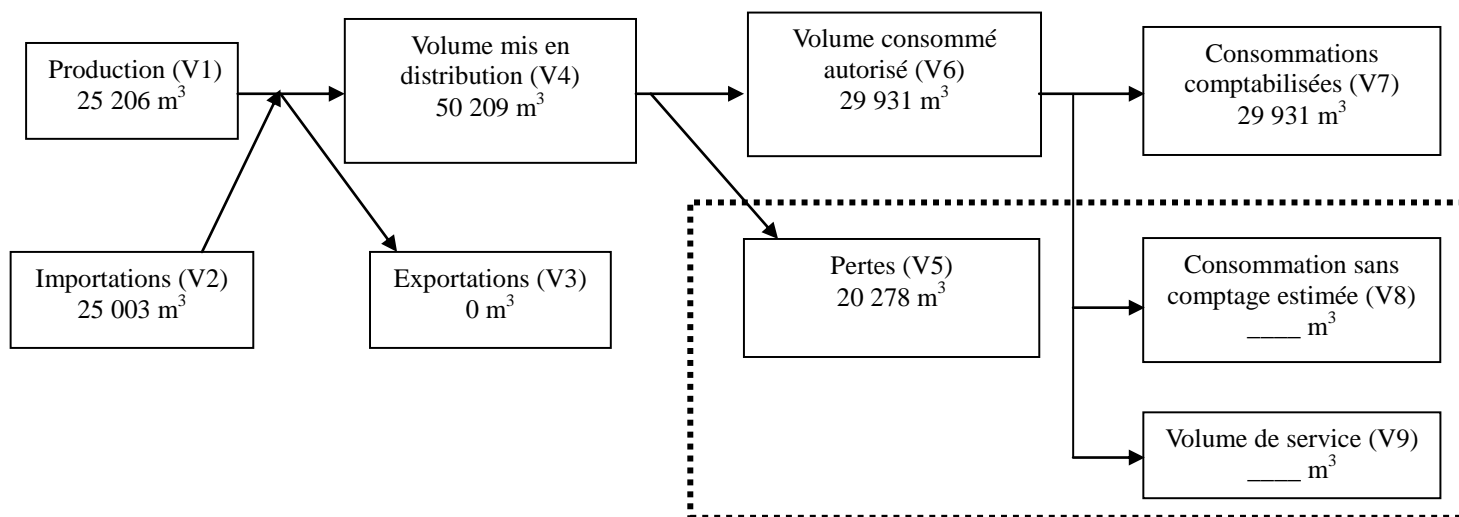 Production (V1)
25 206 m³
Volume mis en
distribution (V4)
50 209 m³
Volume consommé
autorisé (V6)
29 931 m³
Consommations
comptabilisées (V7)
29 931 m³
Importations (V2)
25 003 m³
Exportations (V3)
0 m³
Pertes (V5)
20 278 m³
Consommation sans
comptage estimée (V8)
____ m³
Volume de service (V9)
____ m³